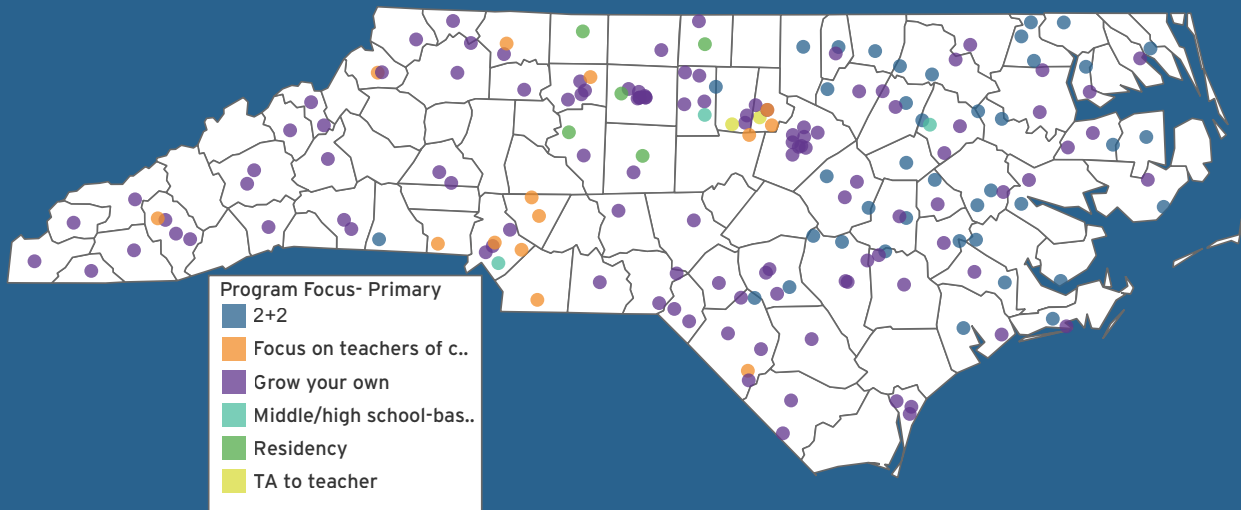 Program Focus- Primary
2+2
Focus on teachers of c..
Grow your own
Middle/high school-bas..
Residency
TA to teacher